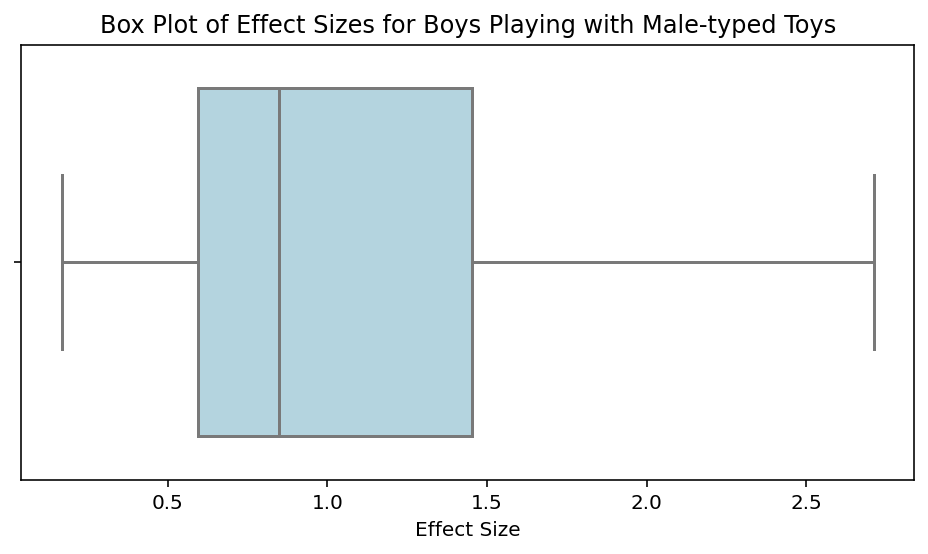 Box Plot of Effect Sizes for Boys Playing with Male-typed Toys
0.5 1.0 1.5 2.0 2.5
Effect Size